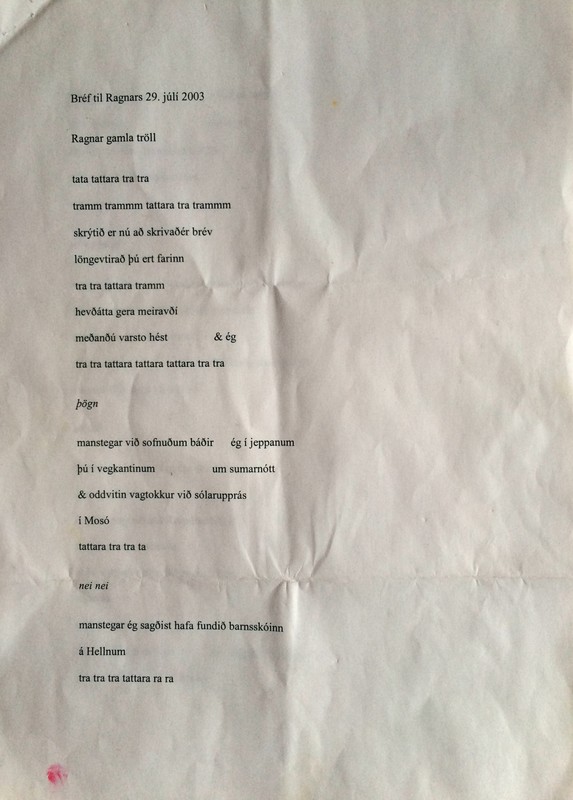 Bréf til Ragnars 29. júlí 2003
Ragnar gamla tröll
tata tattara tra tra
tramm trammm tattara tra trammm
skrýtið er nú að skrivaðér brév
löngevtirað þú ert farinn
tra tra tattara tramm
hevðátta gera meiravðí
meðanðú varsto hést & ég
tra tra tattara tattara tattara tra tra
þögn
manstegar við sofnuðum báðir ég í jeppanum
þú í vegkantinum um sumarnótt
& oddvitin vagtokkur við sólarupprás
í Mosó
tattara tra tra ta
nei nei
manstegar ég sagðist hafa fundið barnsskóinn
á Hellnum
tra tra tra tattara ra ra